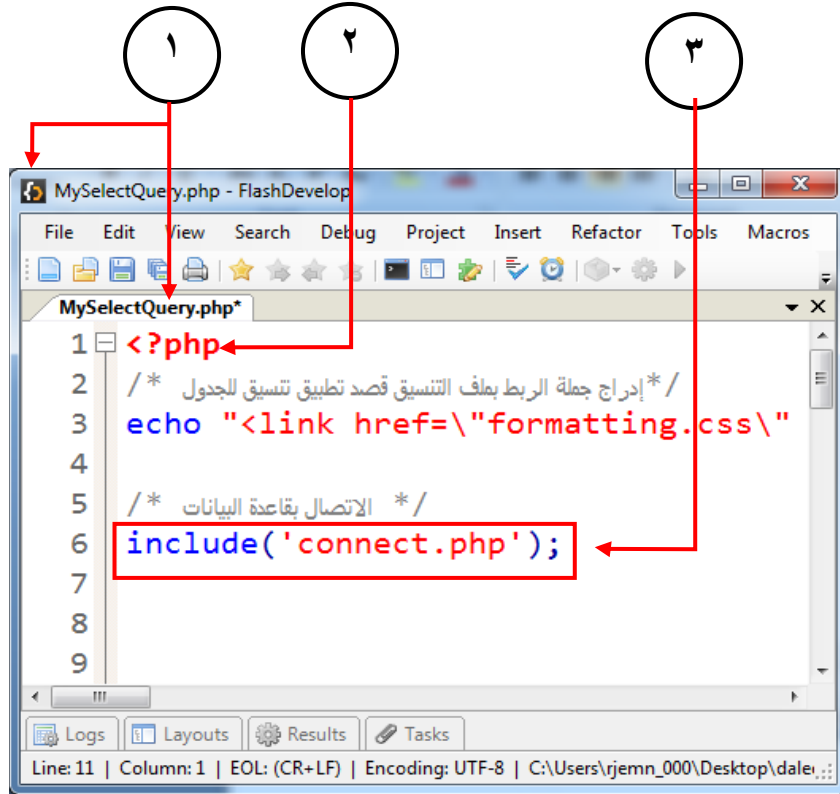 ١ ٢ ٣
MySelectQuery.php - FlashDevelop
File Edit View Search Debug Project Insert Refactor Tools Macros
MySelectQuery.php*
1 <?php
2 /* إدراج جملة الربط بملف التنسيق قصد تطبيق تنسيق للجدول */
3 echo "<link href=\"formatting.css\"
4
5 /* الاتصال بقاعدة البيانات */
6 include('connect.php');
7
8
9
Logs Layouts Results Tasks
Line: 11 | Column: 1 | EOL: (CR+LF) | Encoding: UTF-8 | C:\Users\rjemn_000\Desktop\dale